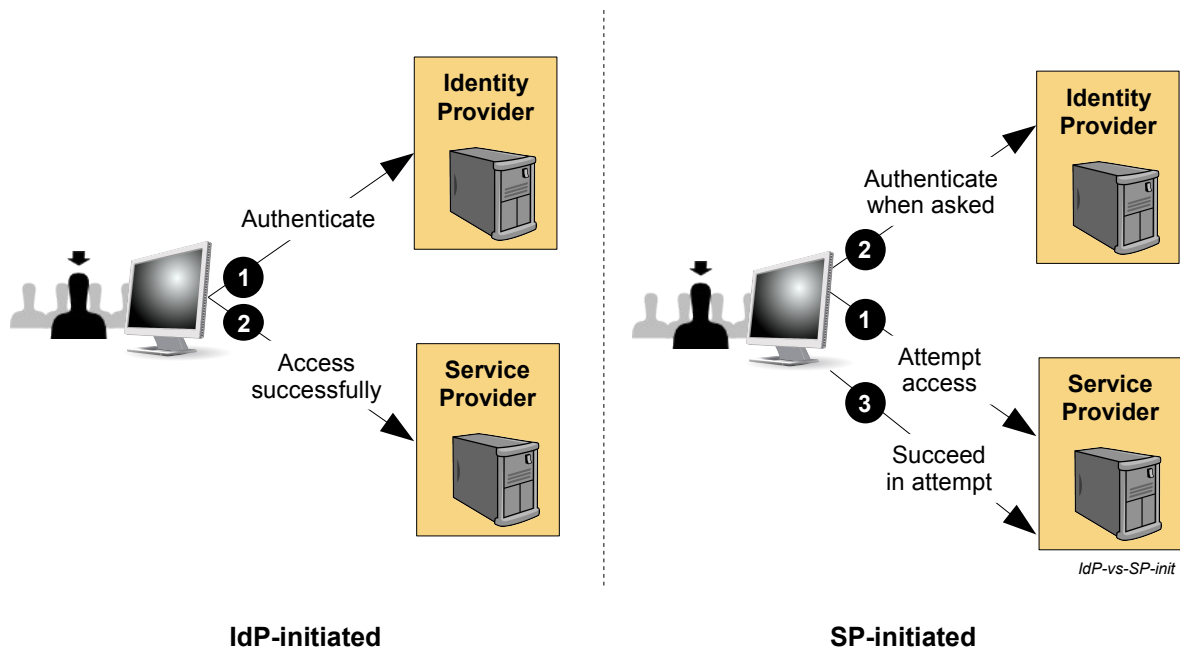 Identity
Provider
Authenticate
1
2
Access
successfully
Service
Provider
IdP-initiated
Identity
Provider
Authenticate
when asked
2
1
Attempt
access
3
Succeed
in attempt
Service
Provider
IdP-vs-SP-init
SP-initiated